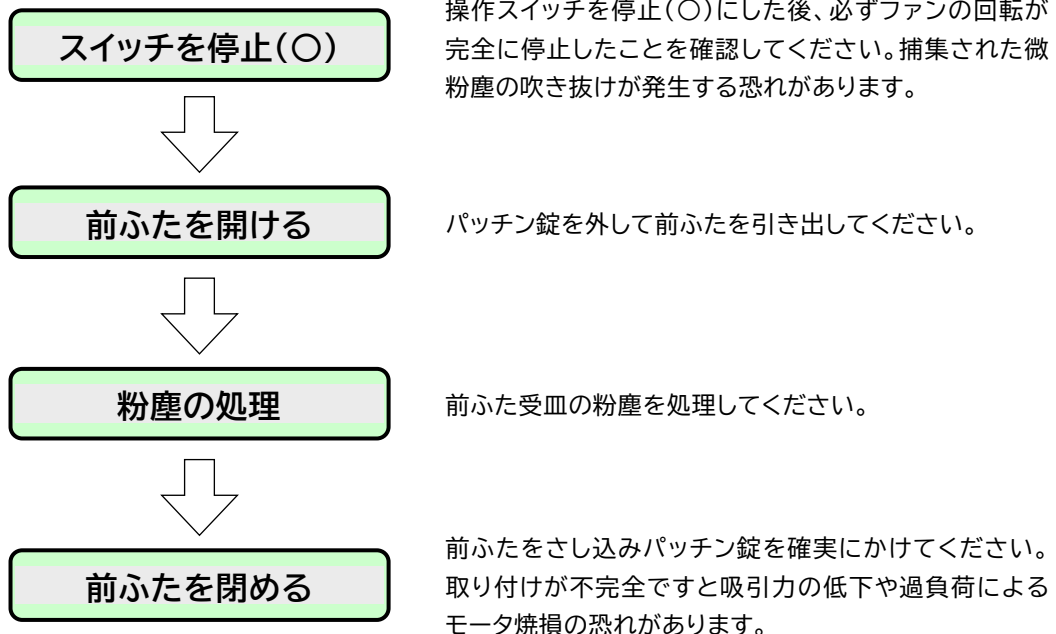 スイッチを停止(○)
操作スイッチを停止(○)にした後、必ずファンの回転が
完全に停止したことを確認してください。捕集された微
粉塵の吹き抜けが発生する恐れがあります。
前ふたを開ける
パッチン錠を外して前ふたを引き出してください。
粉塵の処理
前ふた受皿の粉塵を処理してください。
前ふたを閉める
前ふたをさし込みパッチン錠を確実にかけてください。
取り付けが不完全ですと吸引力の低下や過負荷による
モータ焼損の恐れがあります。